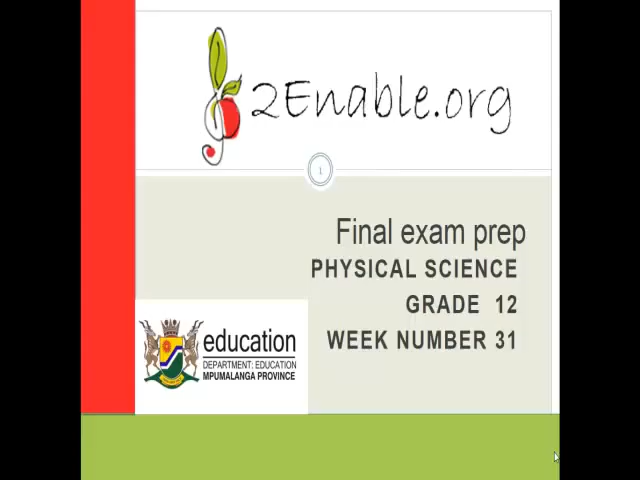 2Enable.org
1
Final exam prep
PHYSICAL SCIENCE
GRADE 12
WEEK NUMBER 31
education
DEPARTMENT: EDUCATION
MPUMALANGA PROVINCE